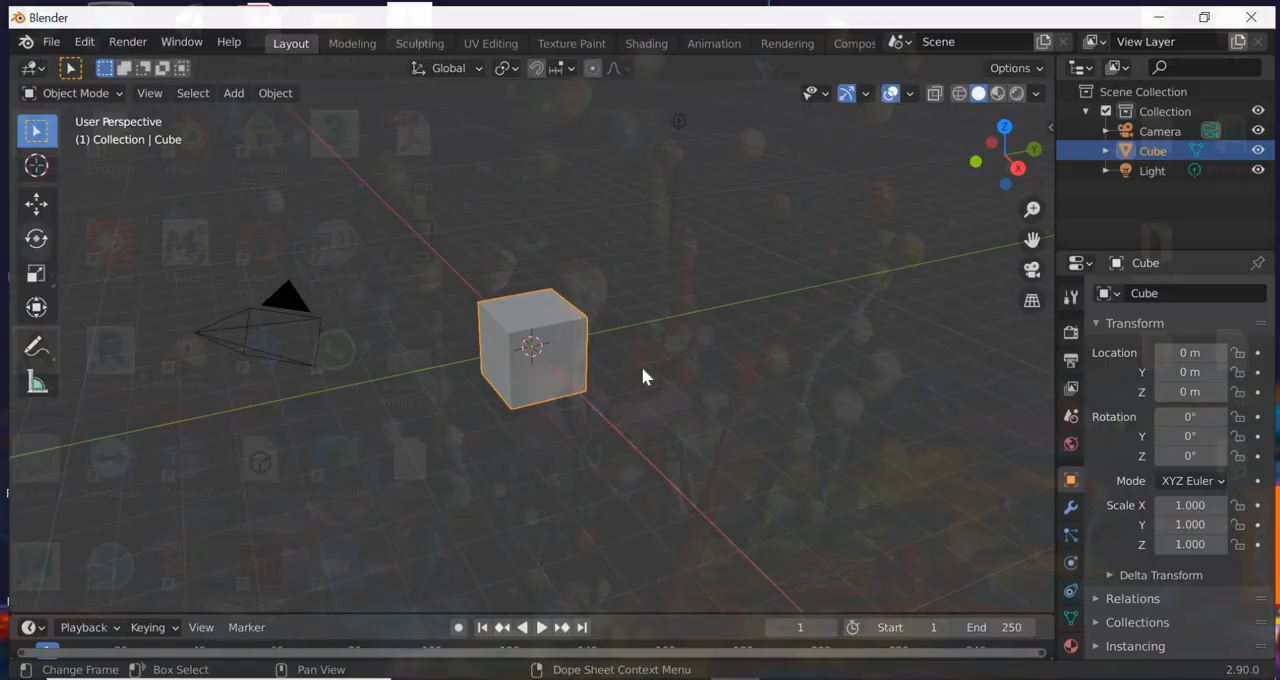 Blender
File Edit Render Window Help Layout Modeling Sculpting UV Editing Texture Paint Shading Animation Rendering Compos Scene View Layer
Global Options
Object Mode View Select Add Object
User Perspective
(1) Collection | Cube
Z
Y
X
Scene Collection
Collection
Camera
Cube
Light
Cube
Cube
Transform
Location 0 m
Y 0 m
Z 0 m
Rotation 0°
Y 0°
Z 0°
Mode XYZ Euler
Scale X 1.000
Y 1.000
Z 1.000
Delta Transform
Relations
Collections
Instancing
Playback Keying View Marker 1 Start 1 End 250
Change Frame Box Select Pan View Dope Sheet Context Menu 2.90.0